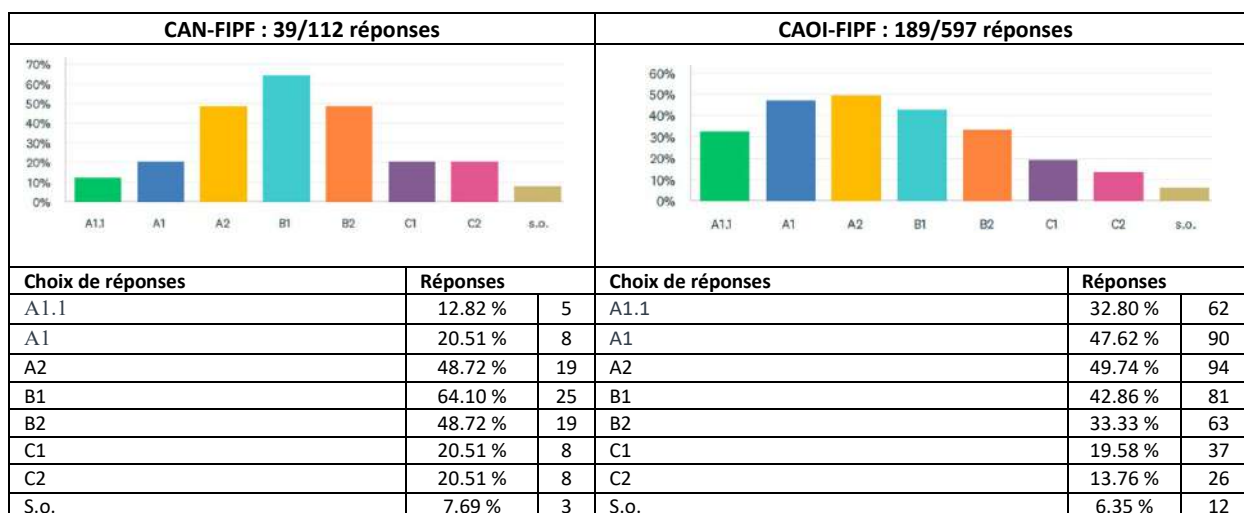 CAN-FIPF : 39/112 réponses
CAOI-FIPF : 189/597 réponses
70%
60%
50%
40%
30%
20%
10%
0%
A1.1 A1 A2 B1 B2 C1 C2 s.o.
60%
50%
40%
30%
20%
10%
0%
A1.1 A1 A2 B1 B2 C1 C2 s.o.
Choix de réponses Réponses Choix de réponses Réponses
A1.1 12.82 % 5 A1.1 32.80 % 62
A1 20.51 % 8 A1 47.62 % 90
A2 48.72 % 19 A2 49.74 % 94
B1 64.10 % 25 B1 42.86 % 81
B2 48.72 % 19 B2 33.33 % 63
C1 20.51 % 8 C1 19.58 % 37
C2 20.51 % 8 C2 13.76 % 26
S.o. 7.69 % 3 S.o. 6.35 % 12